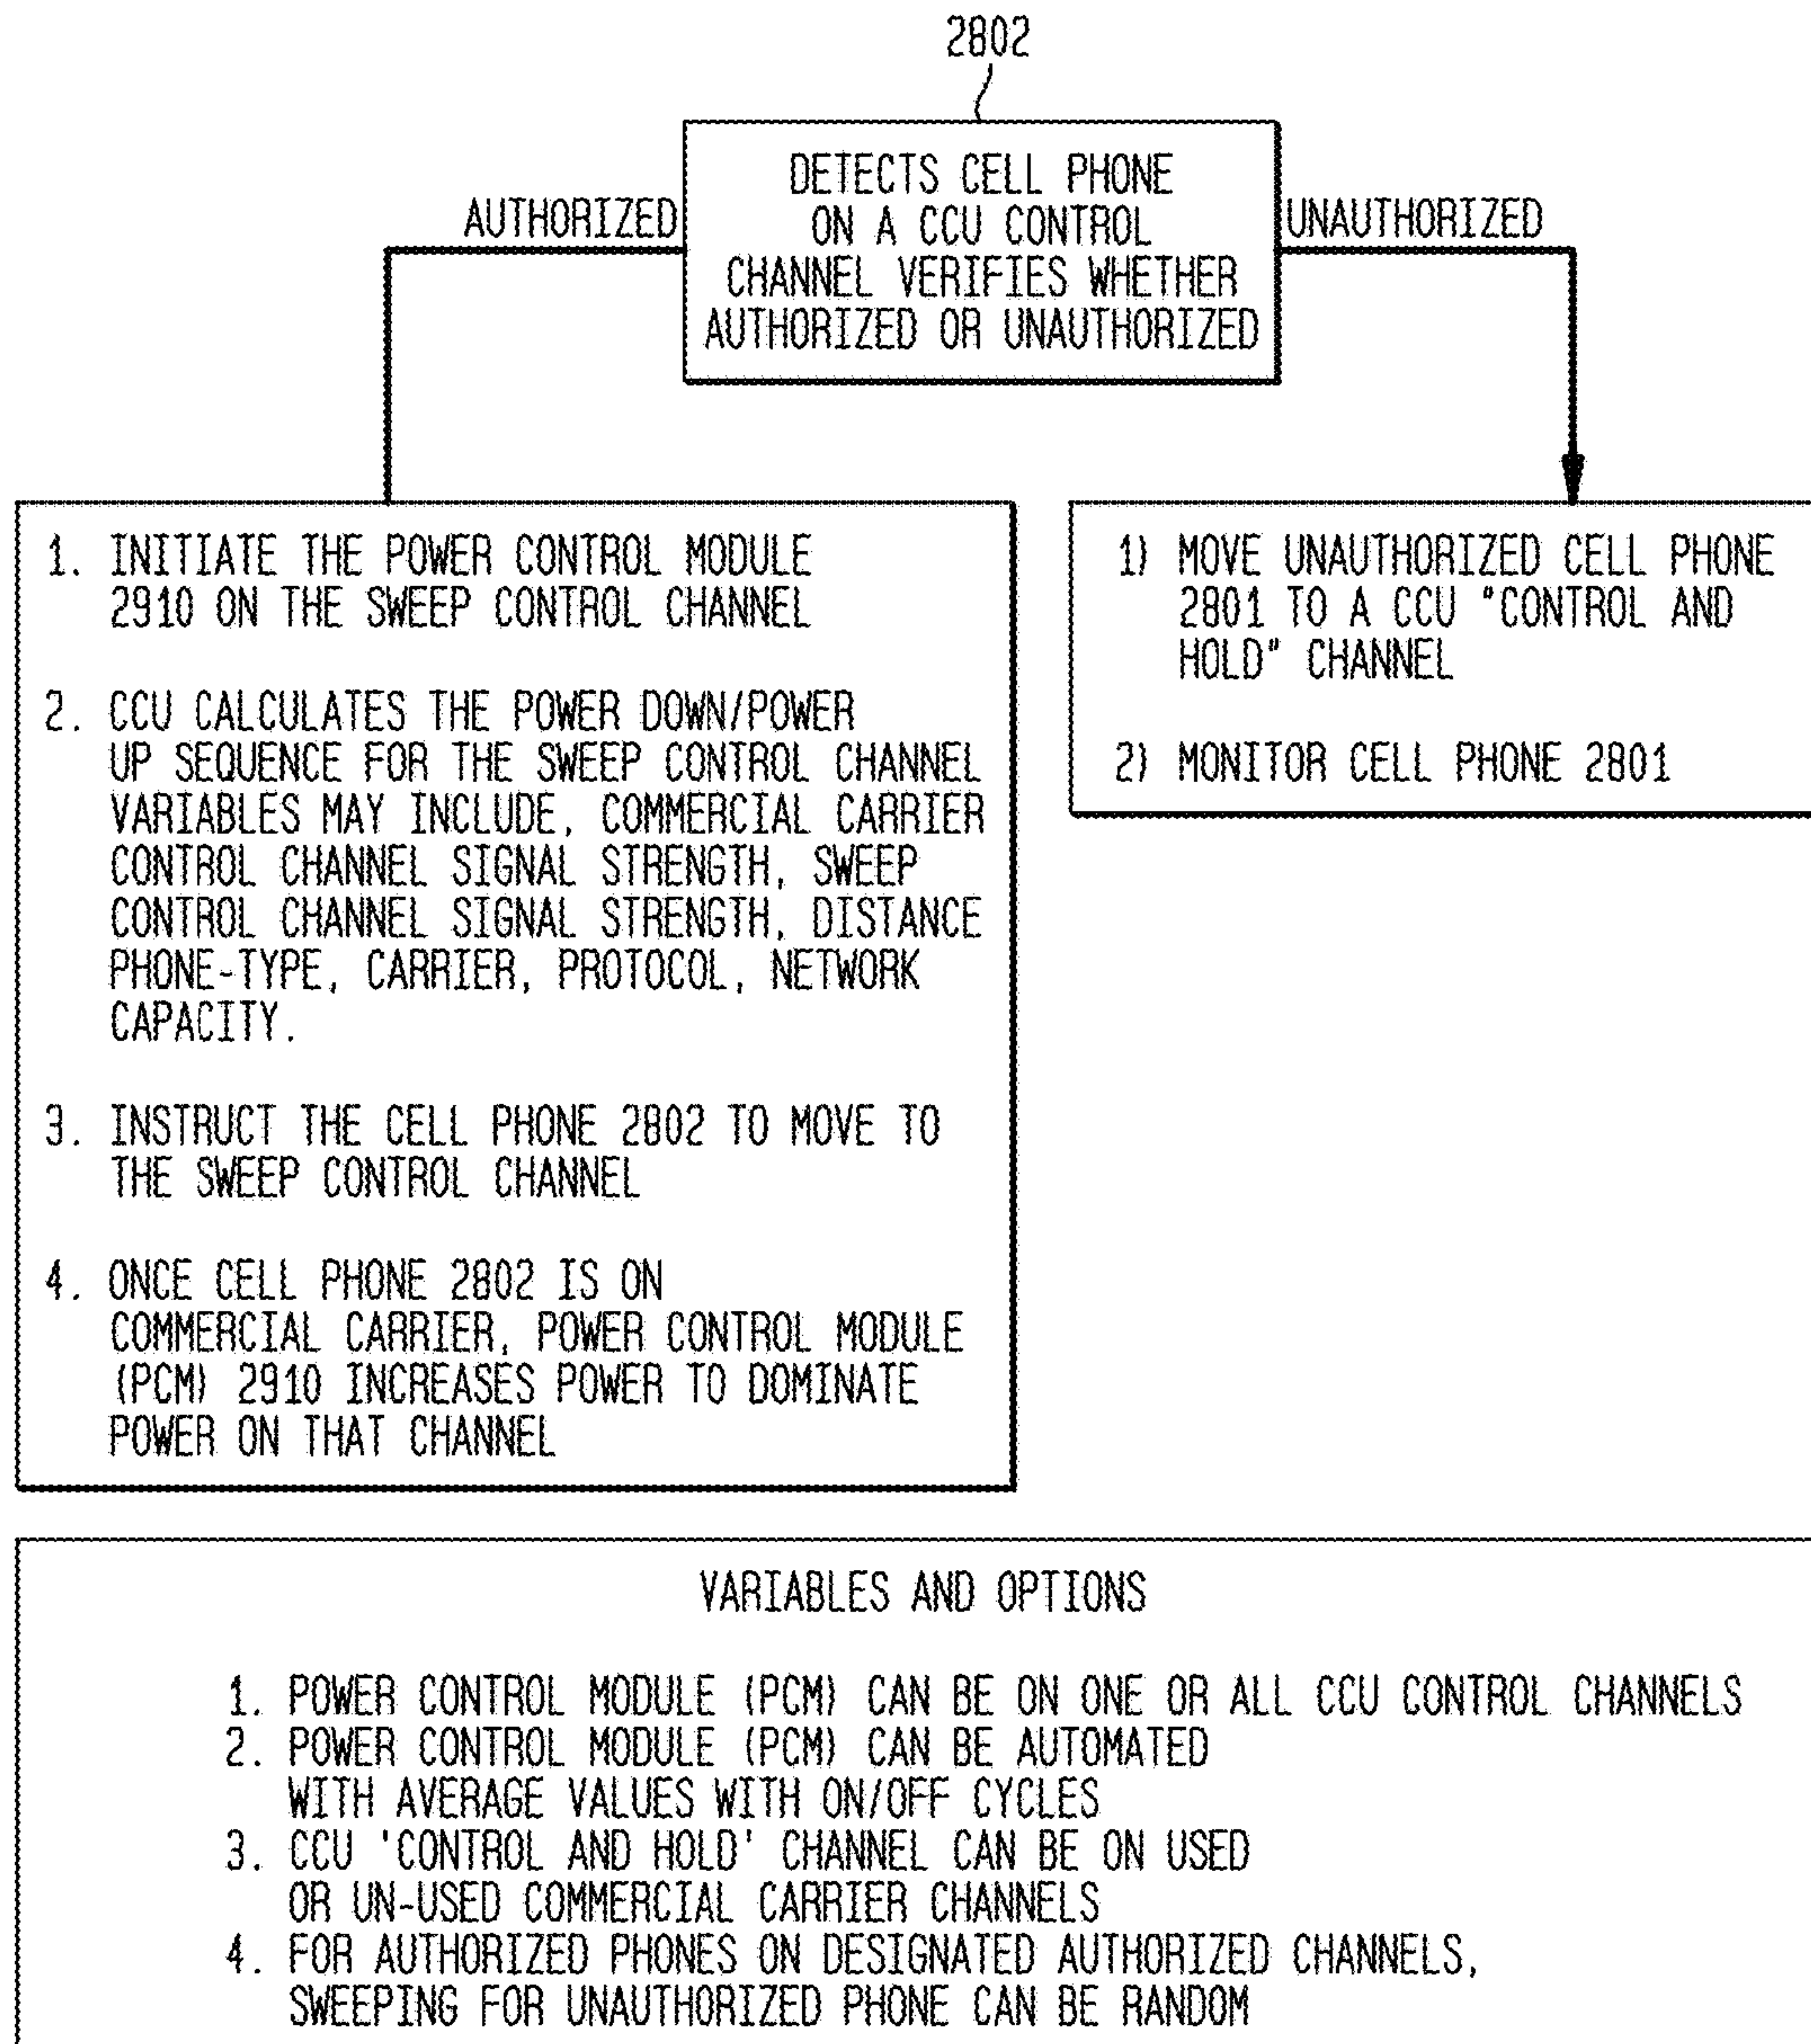 2802
DETECTS CELL PHONE
ON A CCU CONTROL
CHANNEL VERIFIES WHETHER
AUTHORIZED OR UNAUTHORIZED
AUTHORIZED
UNAUTHORIZED
1. INITIATE THE POWER CONTROL MODULE
2910 ON THE SWEEP CONTROL CHANNEL
2. CCU CALCULATES THE POWER DOWN/POWER
UP SEQUENCE FOR THE SWEEP CONTROL CHANNEL
VARIABLES MAY INCLUDE, COMMERCIAL CARRIER
CONTROL CHANNEL SIGNAL STRENGTH, SWEEP
CONTROL CHANNEL SIGNAL STRENGTH, DISTANCE
PHONE-TYPE, CARRIER, PROTOCOL, NETWORK
CAPACITY.
3. INSTRUCT THE CELL PHONE 2802 TO MOVE TO
THE SWEEP CONTROL CHANNEL
4. ONCE CELL PHONE 2802 IS ON
COMMERCIAL CARRIER, POWER CONTROL MODULE
(PCM) 2910 INCREASES POWER TO DOMINATE
POWER ON THAT CHANNEL
1) MOVE UNAUTHORIZED CELL PHONE
2801 TO A CCU "CONTROL AND
HOLD" CHANNEL
2) MONITOR CELL PHONE 2801
VARIABLES AND OPTIONS
1. POWER CONTROL MODULE (PCM) CAN BE ON ONE OR ALL CCU CONTROL CHANNELS
2. POWER CONTROL MODULE (PCM) CAN BE AUTOMATED
WITH AVERAGE VALUES WITH ON/OFF CYCLES
3. CCU 'CONTROL AND HOLD' CHANNEL CAN BE ON USED
OR UN-USED COMMERCIAL CARRIER CHANNELS
4. FOR AUTHORIZED PHONES ON DESIGNATED AUTHORIZED CHANNELS,
SWEEPING FOR UNAUTHORIZED PHONE CAN BE RANDOM